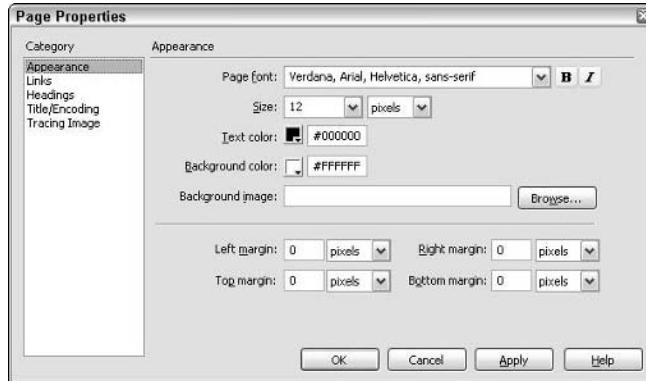 Page Properties
Category
Appearance
Links
Headings
Title/Encoding
Tracing Image
Appearance
Page font: Verdana, Arial, Helvetica, sans-serif B I
Size: 12 pixels
Text color: #000000
Background color: #FFFFFF
Background image: Browse...
Left margin: 0 pixels Right margin: 0 pixels
Top margin: 0 pixels Bottom margin: 0 pixels
OK Cancel Apply Help